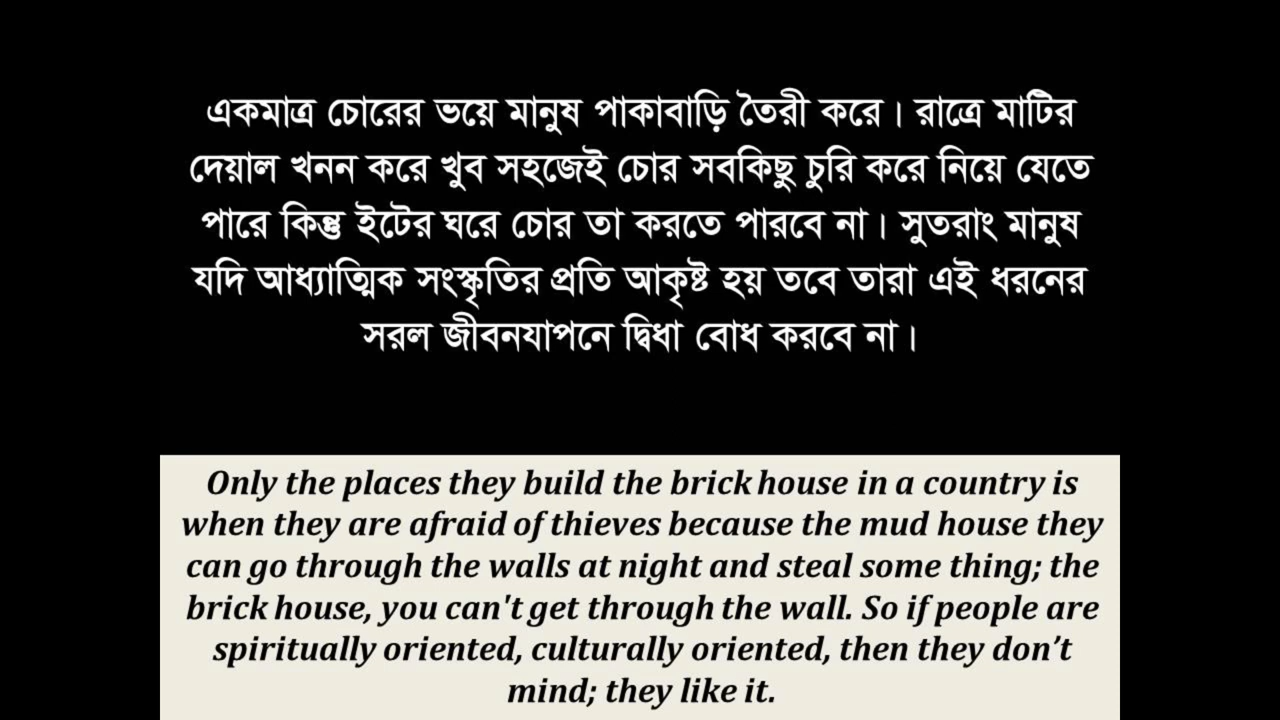 একমাত্র চোরের ভয়ে মানুষ পাকাবাড়ি তৈরী করে। রাত্রে মাটির
দেয়াল খনন করে খুব সহজেই চোর সবকিছু চুরি করে নিয়ে যেতে
পারে কিন্তু ইটের ঘরে চোর তা করতে পারবে না। সুতরাং মানুষ
যদি আধ্যাত্মিক সংস্কৃতির প্রতি আকৃষ্ট হয় তবে তারা এই ধরনের
সরল জীবনযাপনে দ্বিধা বোধ করবে না।
Only the places they build the brick house in a country is
when they are afraid of thieves because the mud house they
can go through the walls at night and steal some thing; the
brick house, you can't get through the wall. So if people are
spiritually oriented, culturally oriented, then they don’t
mind; they like it.